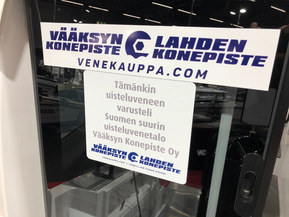 VÄÄKSYN LAHDEN
KONEPISTE KONEPISTE
VENEKAUPPA.COM
Tämänkin
uisteluveneen
varusteli
Suomen suurin
uisteluvenetalo
Vääksyn Konepiste Oy
VÄÄKSYN LAHDEN
KONEPISTE KONEPISTE